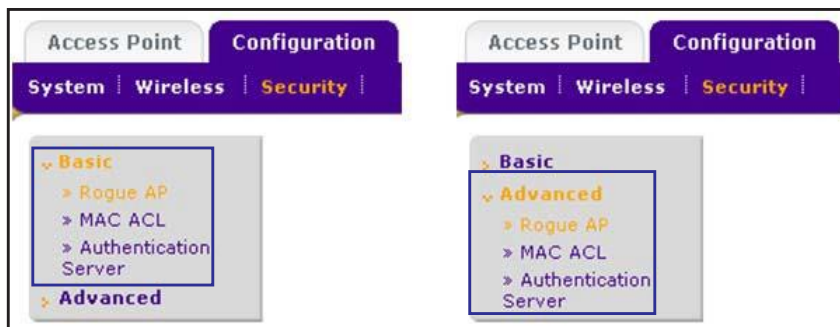 Access Point Configuration
System Wireless Security
Basic
» Rogue AP
» MAC ACL
» Authentication
Server
Advanced
Access Point Configuration
System Wireless Security
Basic
Advanced
» Rogue AP
» MAC ACL
» Authentication
Server